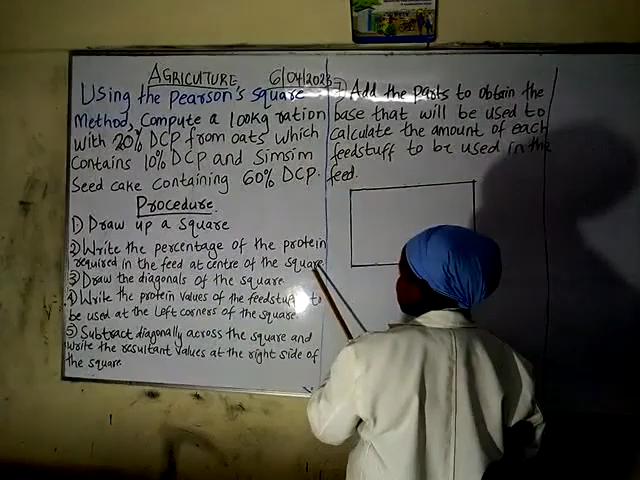 AGRICUTURE 6/04/2023
Using the pearson's square
Method, Compute a 100kg ration
with 20% DCP from oats which
Contains 10% DCP and Simsim
Seed cake containing 60% DCP.
Procedure
1) Draw up a square
2) Write the percentage of the protein
required in the feed at centre of the square
3) Draw the diagonals of the square
4) Write the protein values of the feedstuff to
be used at the left corners of the square
5) Subtract diagonally across the square and
write the resultant values at the right side of
the square
Add the parts to obtain the
base that will be used to
calculate the amount of each
feedstuff to be used in the
feed.